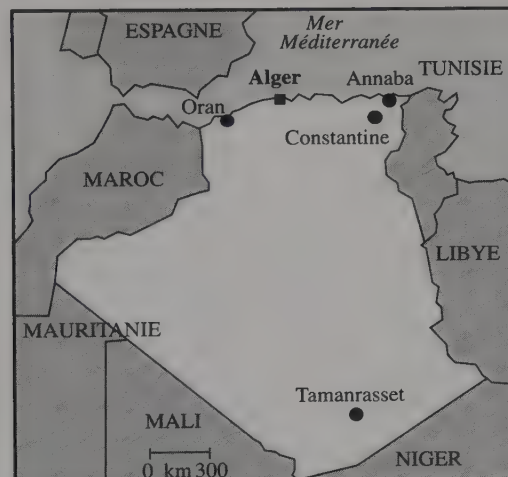 ESPAGNE
Mer
Méditerranée
TUNISIE
Alger
Annaba
Oran
Constantine
MAROC
LIBYE
MAURITANIE
Tamanrasset
MALI
0 km 300
NIGER